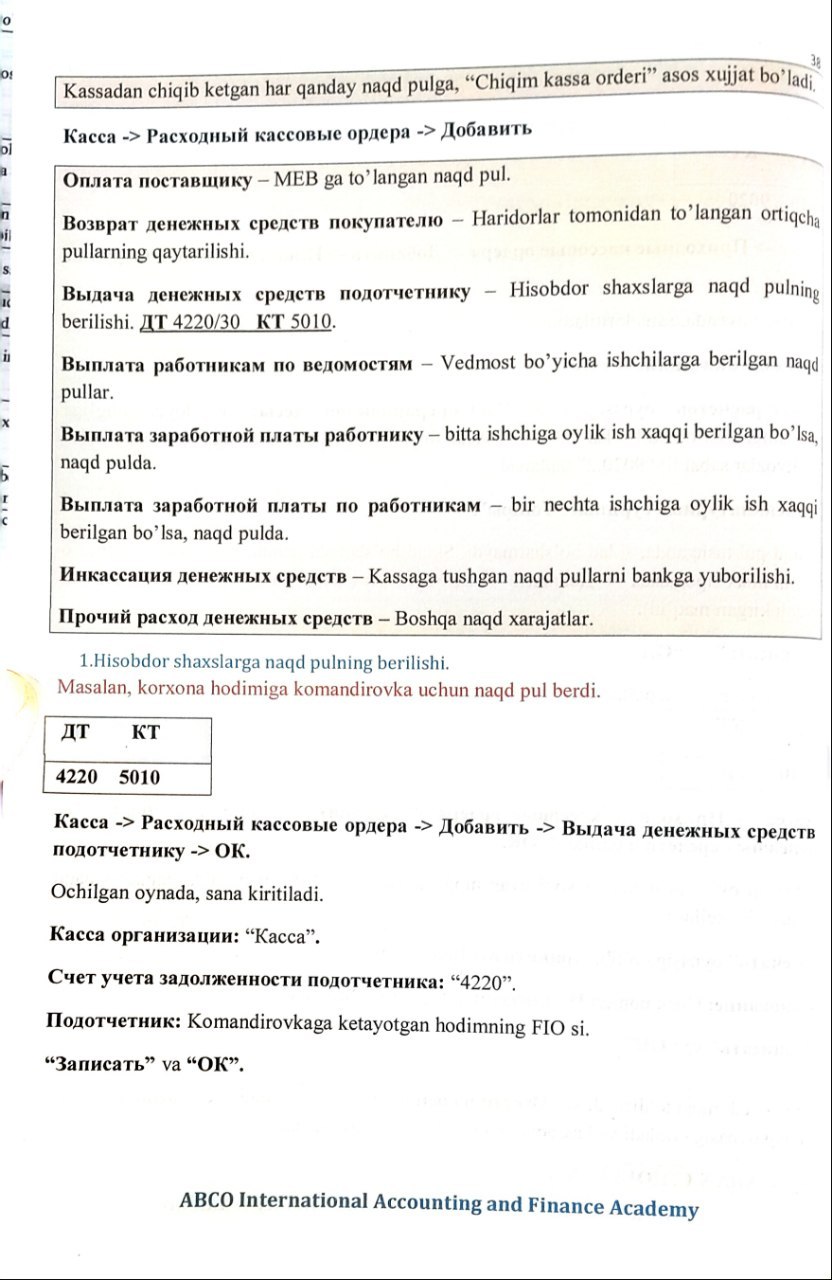 38
Kassadan chiqib ketgan har qanday naqd pulga, “Chiqim kassa orderi” asos xujjat bo’ladi.
Касса -> Расходный кассовые ордера -> Добавить
Оплата поставщику – MEB ga to’langan naqd pul.
Возврат денежных средств покупателю – Haridorlar tomonidan to’langan ortiqcha
pullarning qaytarilishi.
Выдача денежных средств подотчетнику – Hisobdor shaxslarga naqd pulning
berilishi. ДТ 4220/30 КТ 5010.
Выплата работникам по ведомостям – Vedmost bo’yicha ishchilarga berilgan naqd
pullar.
Выплата заработной платы работнику – bitta ishchiga oylik ish xaqqi berilgan bo’lsa,
naqd pulda.
Выплата заработной платы по работникам – bir nechta ishchiga oylik ish xaqqi
berilgan bo’lsa, naqd pulda.
Инкассация денежных средств – Kassaga tushgan naqd pullarni bankga yuborilishi.
Прочий расход денежных средств – Boshqa naqd xarajatlar.
1.Hisobdor shaxslarga naqd pulning berilishi.
Masalan, korxona hodimiga komandirovka uchun naqd pul berdi.
ДТ КТ
4220 5010
Касса -> Расходный кассовые ордера -> Добавить -> Выдача денежных средств
подотчетнику -> ОК.
Ochilgan oynada, sana kiritiladi.
Касса организации: “Касса”.
Счет учета задолженности подотчетника: “4220”.
Подотчетник: Komandirovkaga ketayotgan hodimning FIO si.
“Записать” va “ОК”.
ABCO International Accounting and Finance Academy